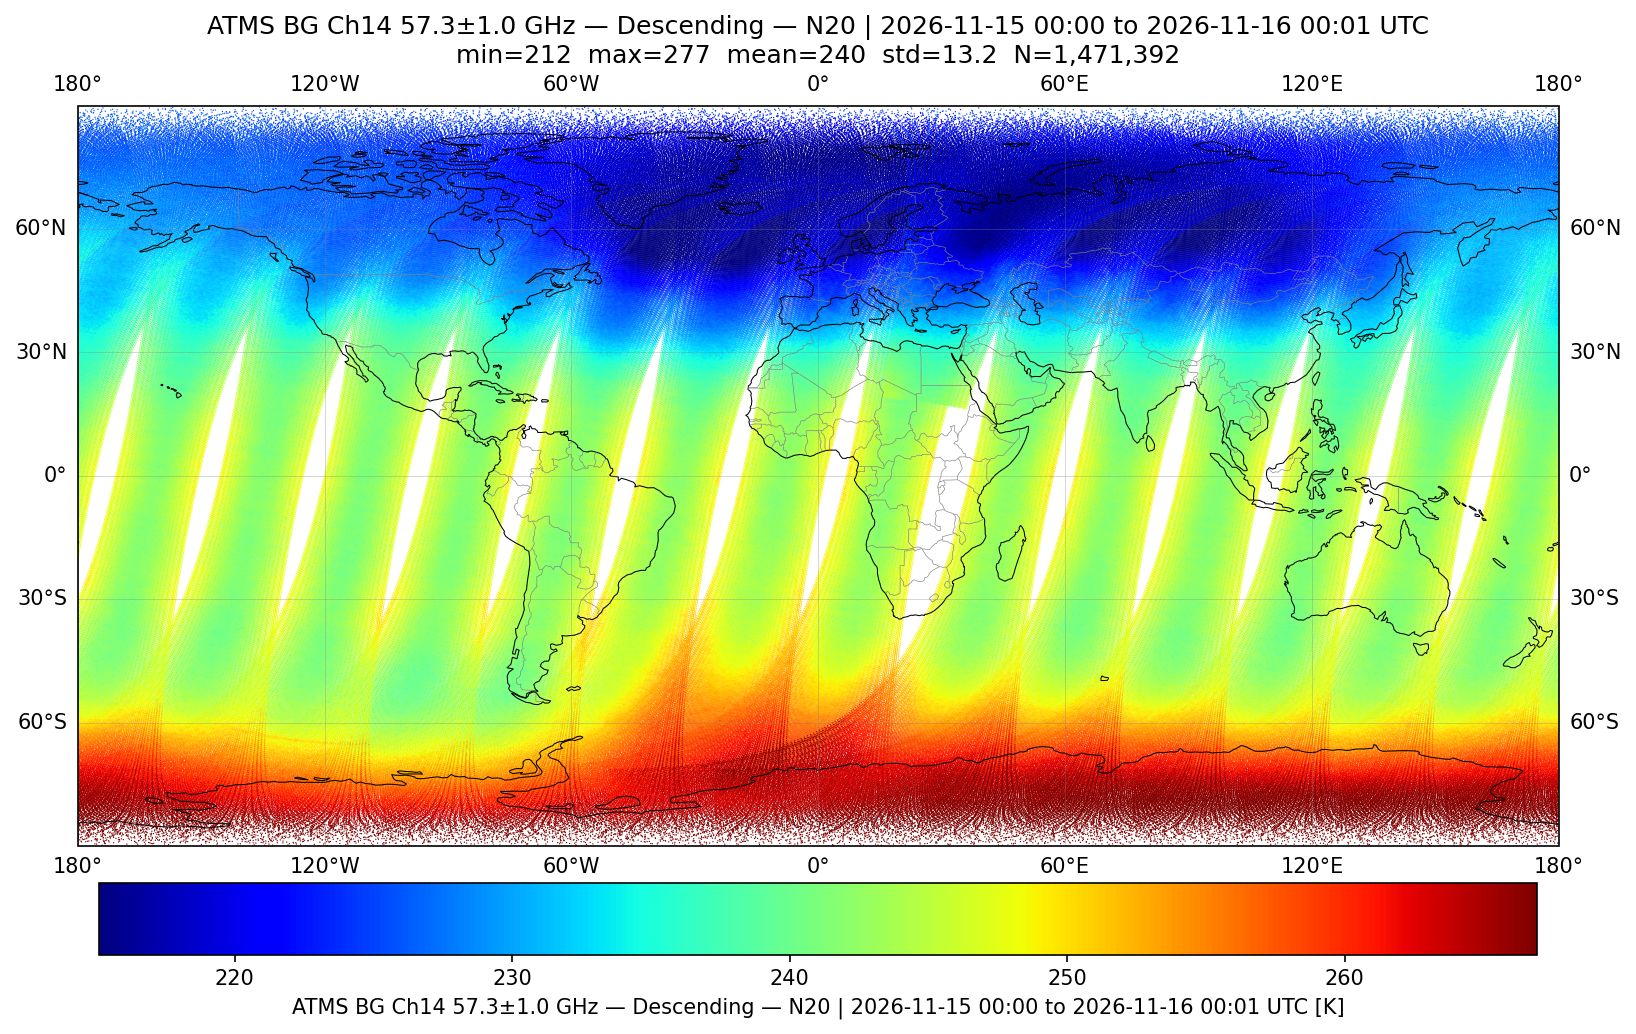 ATMS BG Ch14 57.3±1.0 GHz — Descending — N20 | 2026-11-15 00:00 to 2026-11-16 00:01 UTC
min=212 max=277 mean=240 std=13.2 N=1,471,392
180° 120°W 60°W 0° 60°E 120°E 180°
60°N 60°N
30°N 30°N
0° 0°
30°S 30°S
60°S 60°S
180° 120°W 60°W 0° 60°E 120°E 180°
220 230 240 250 260
ATMS BG Ch14 57.3±1.0 GHz — Descending — N20 | 2026-11-15 00:00 to 2026-11-16 00:01 UTC [K]